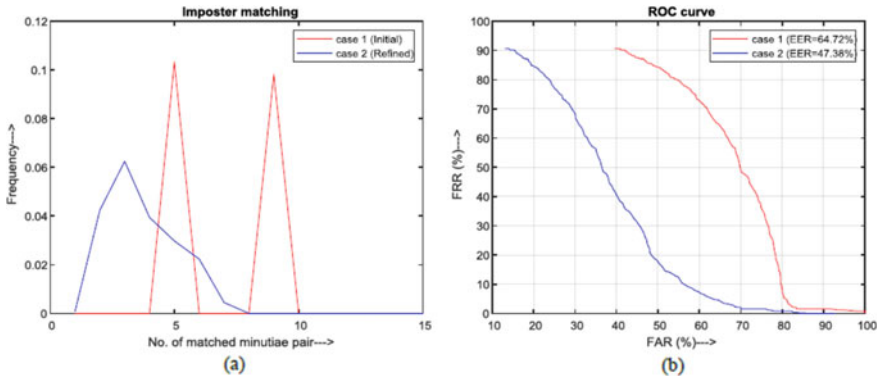 Imposter matching
case 1 (Initial)
case 2 (Refined)
0.12
0.1
0.08
0.06
0.04
0.02
0
Frequency--->
0 5 10 15
No. of matched minutiae pair--->
(a)
ROC curve
case 1 (EER=64.72%)
case 2 (EER=47.38%)
100
90
80
70
60
50
40
30
20
10
0
FRR (%)--->
10 20 30 40 50 60 70 80 90 100
FAR (%)--->
(b)